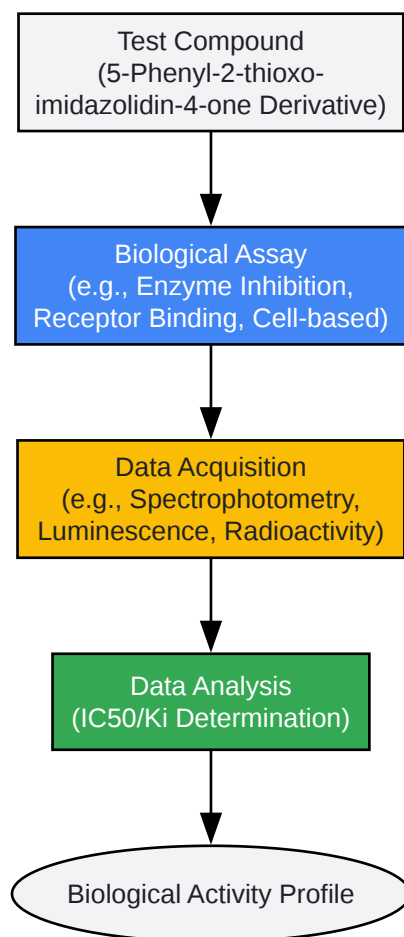 Test Compound
(5-Phenyl-2-thioxo-
imidazolidin-4-one Derivative)
Biological Assay
(e.g., Enzyme Inhibition,
Receptor Binding, Cell-based)
Data Acquisition
(e.g., Spectrophotometry,
Luminescence, Radioactivity)
Data Analysis
(IC50/Ki Determination)
Biological Activity Profile